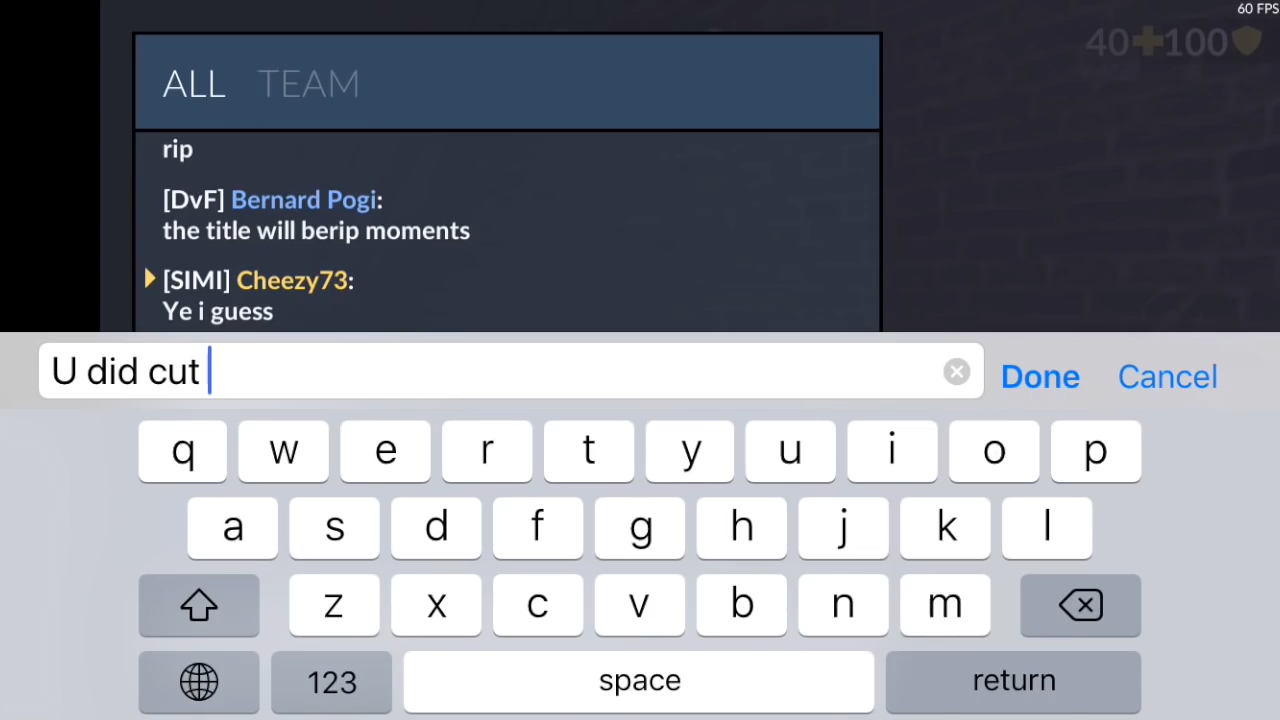 60 FPS
40 100
ALL TEAM
rip
[DvF] Bernard Pogi:
the title will berip moments
[SIMI] Cheezy73:
Ye i guess
U did cut
Done Cancel
q w e r t y u i o p
a s d f g h j k l
z x c v b n m
123 space return